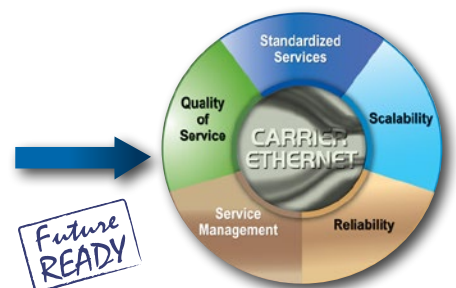 Standardized
Services
Quality
of
Service
Scalability
CARRIER
ETHERNET
Service
Management
Reliability
Future
READY